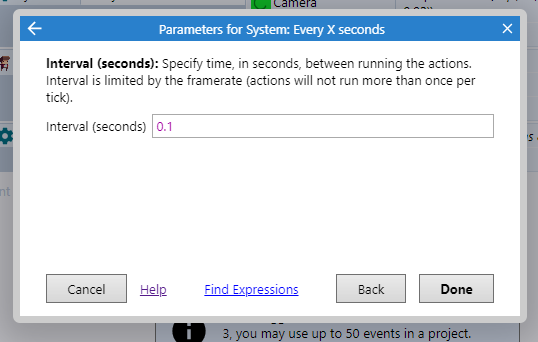 Camera
Parameters for System: Every X seconds
Interval (seconds): Specify time, in seconds, between running the actions.
Interval is limited by the framerate (actions will not run more than once per
tick).
Interval (seconds) 0.1
Cancel Help Find Expressions Back Done
3, you may use up to 50 events in a project.